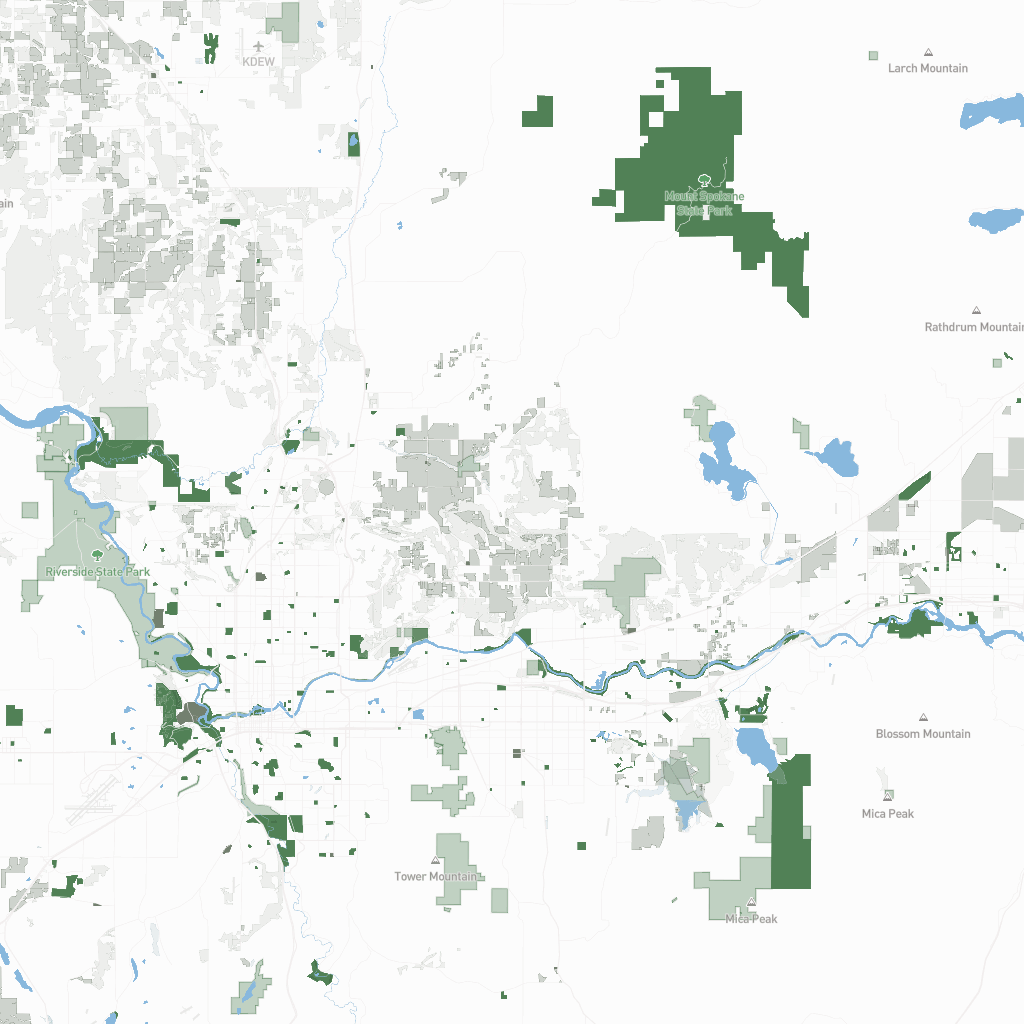 KDEW
Larch Mountain
ain
Mount Spokane
State Park
Rathdrum Mountain
Riverside State Park
Blossom Mountain
Mica Peak
Tower Mountain
Mica Peak